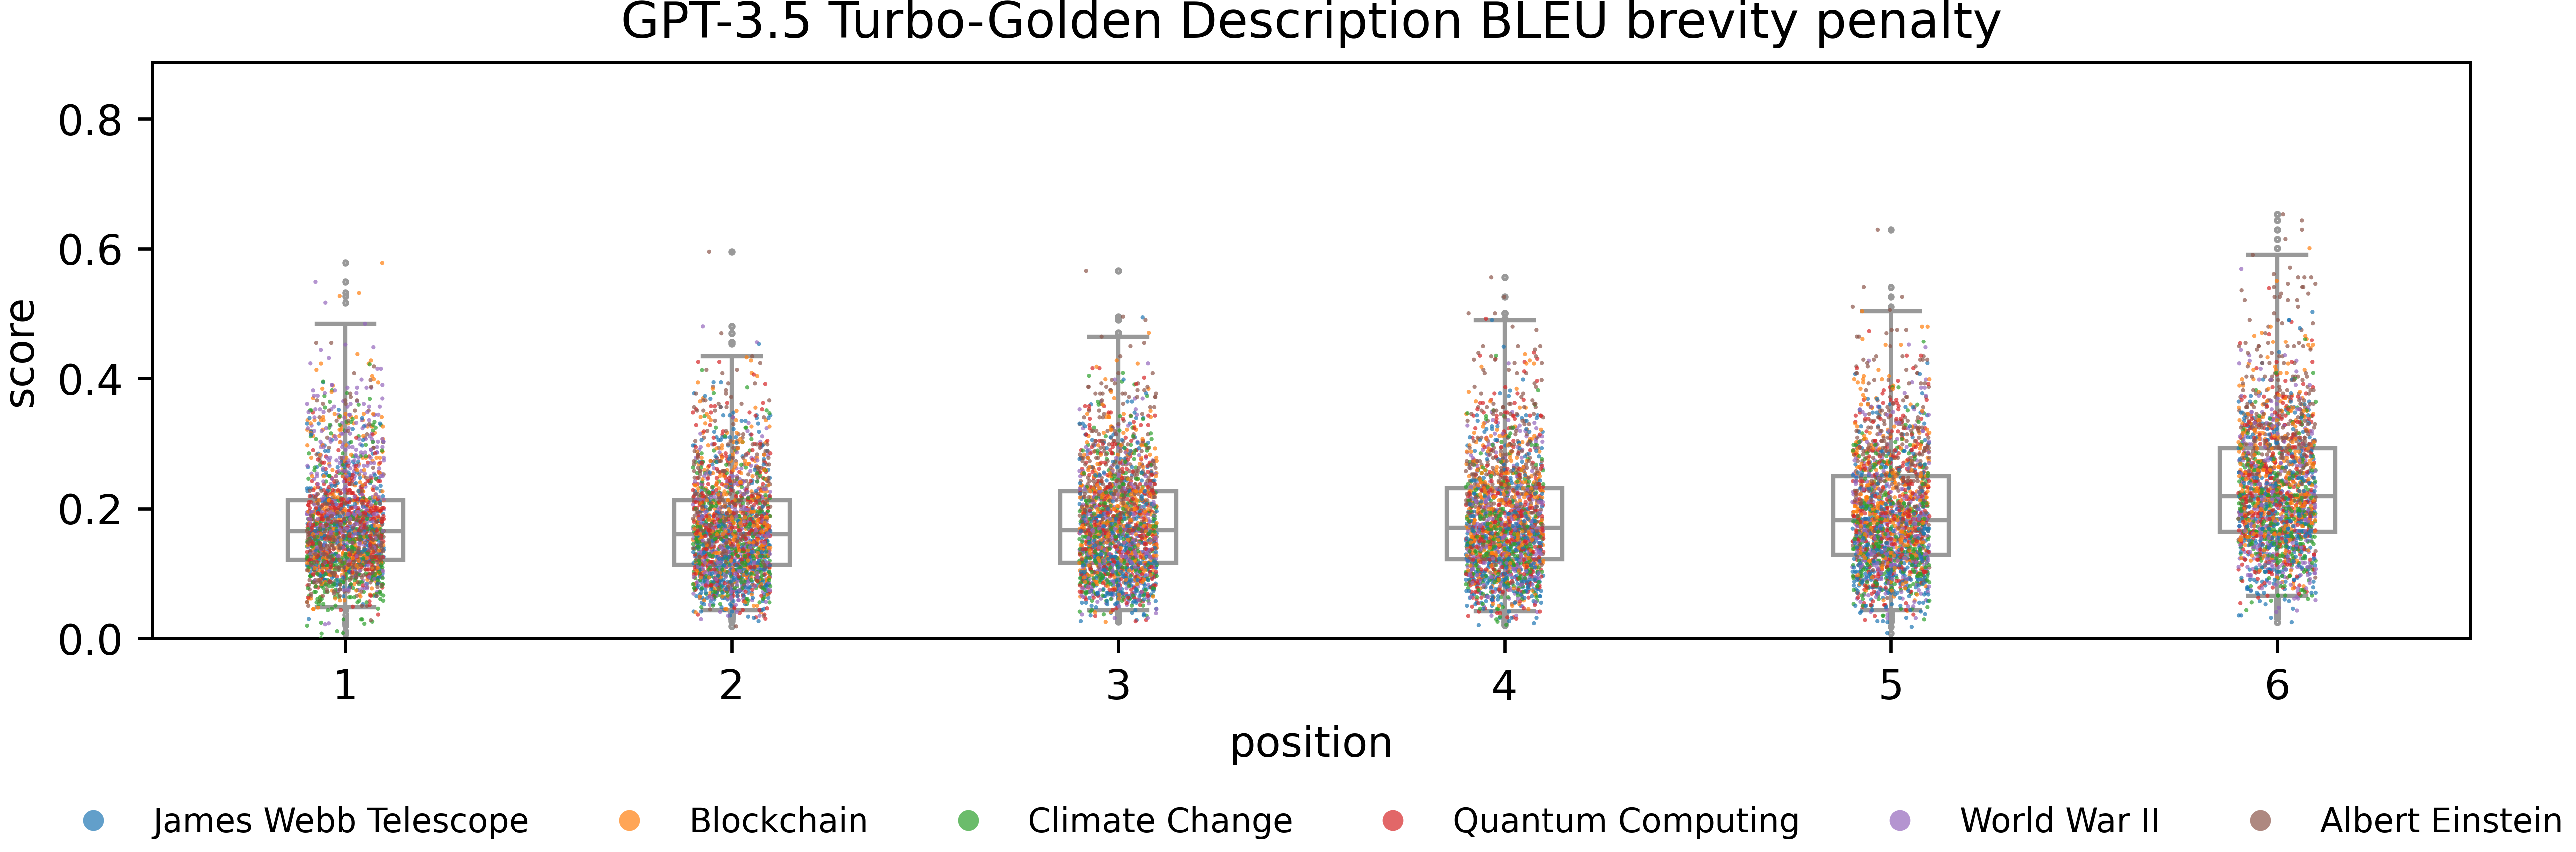 GPT-3.5 Turbo-Golden Description BLEU brevity penalty
score
0.8
0.6
0.4
0.2
0.0
1 2 3 4 5 6
position
James Webb Telescope Blockchain Climate Change Quantum Computing World War II Albert Einstein